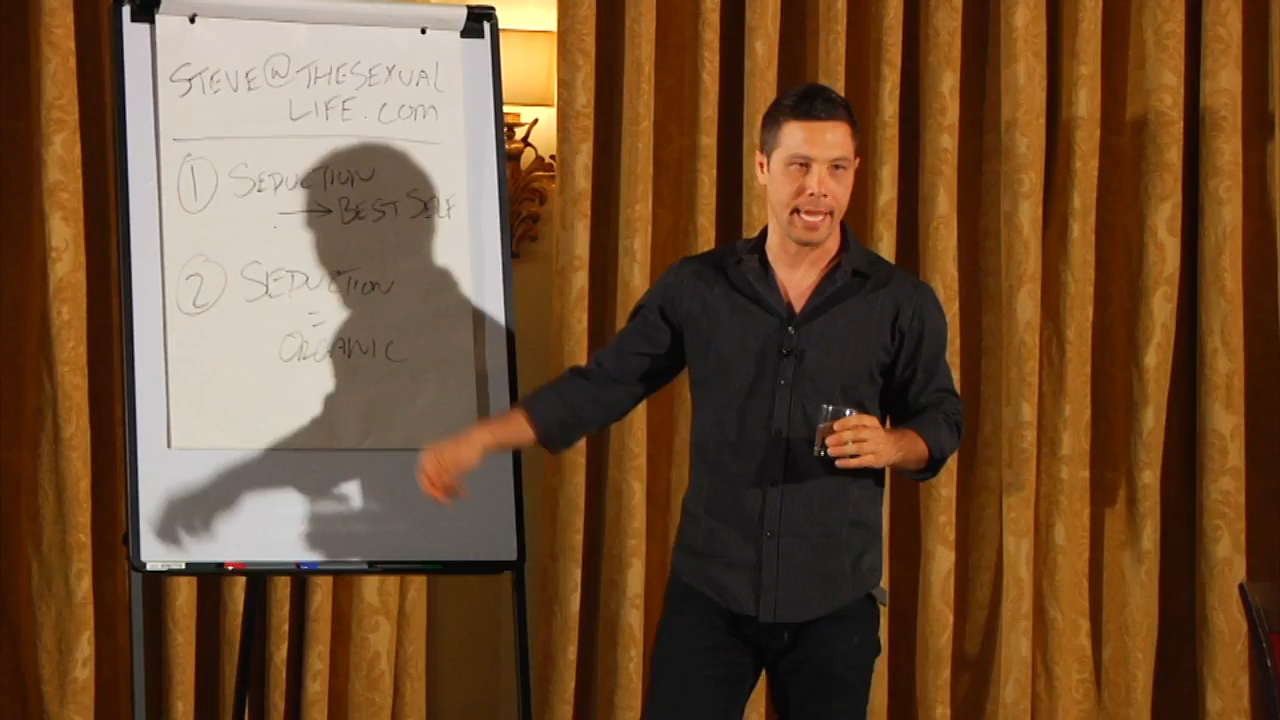 STEVE@THESEXUAL
LIFE.COM
1 SEDUCTION
→ BEST SELF
2 SEDUCTION
=
ORGANIC